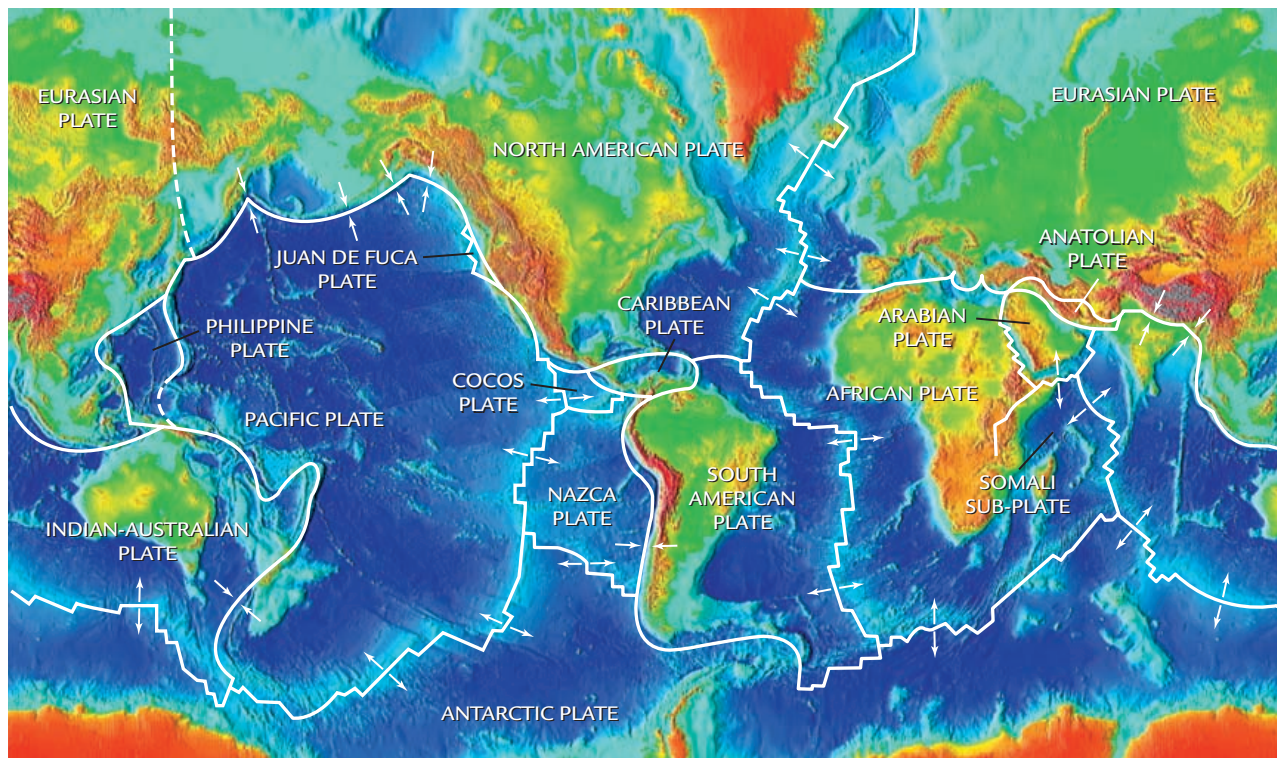 EURASIAN
PLATE
EURASIAN PLATE
NORTH AMERICAN PLATE
JUAN DE FUCA
PLATE
ANATOLIAN
PLATE
CARIBBEAN
PLATE
PHILIPPINE
PLATE
ARABIAN
PLATE
COCOS
PLATE
AFRICAN PLATE
PACIFIC PLATE
NAZCA
PLATE
SOUTH
AMERICAN
PLATE
SOMALI
SUB-PLATE
INDIAN-AUSTRALIAN
PLATE
ANTARCTIC PLATE